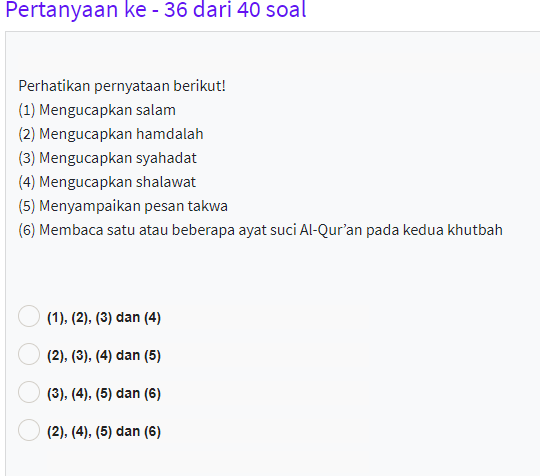 Pertanyaan ke - 36 dari 40 soal
Perhatikan pernyataan berikut!
(1) Mengucapkan salam
(2) Mengucapkan hamdalah
(3) Mengucapkan syahadat
(4) Mengucapkan shalawat
(5) Menyampaikan pesan takwa
(6) Membaca satu atau beberapa ayat suci Al-Qur’an pada kedua khutbah
(1), (2), (3) dan (4)
(2), (3), (4) dan (5)
(3), (4), (5) dan (6)
(2), (4), (5) dan (6)